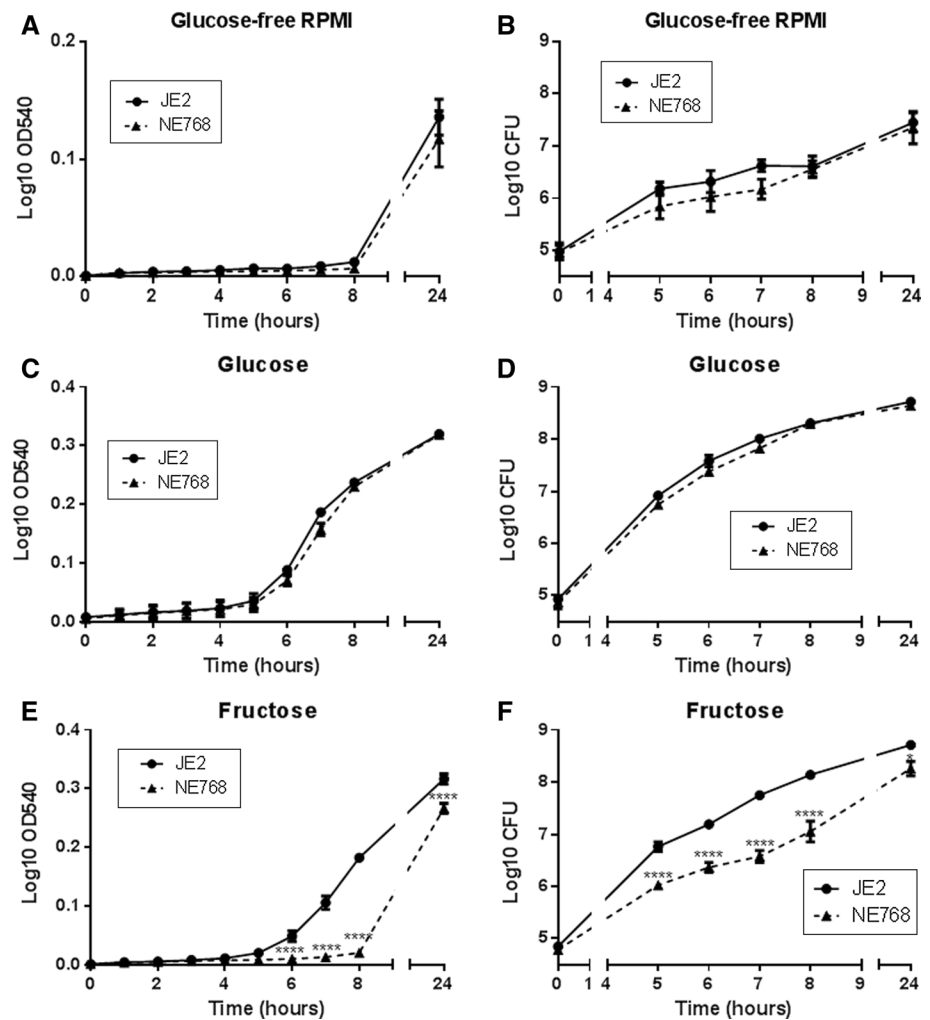 A
Glucose-free RPMI
Log10 OD540
0.2
0.1
0.0
JE2
NE768
0 2 4 6 8 24
Time (hours)
B
Glucose-free RPMI
Log10 CFU
9
8
7
6
5
JE2
NE768
0 1 4 5 6 7 8 9 24
Time (hours)
C
Glucose
Log10 OD540
0.4
0.3
0.2
0.1
0.0
JE2
NE768
0 2 4 6 8 24
Time (hours)
D
Glucose
Log10 CFU
9
8
7
6
5
JE2
NE768
0 1 4 5 6 7 8 9 24
Time (hours)
E
Fructose
Log10 OD540
0.4
0.3
0.2
0.1
0.0
JE2
NE768
**** **** **** ****
0 2 4 6 8 24
Time (hours)
F
Fructose
Log10 CFU
9
8
7
6
5
**** **** **** **** *
JE2
NE768
0 1 4 5 6 7 8 9 24
Time (hours)